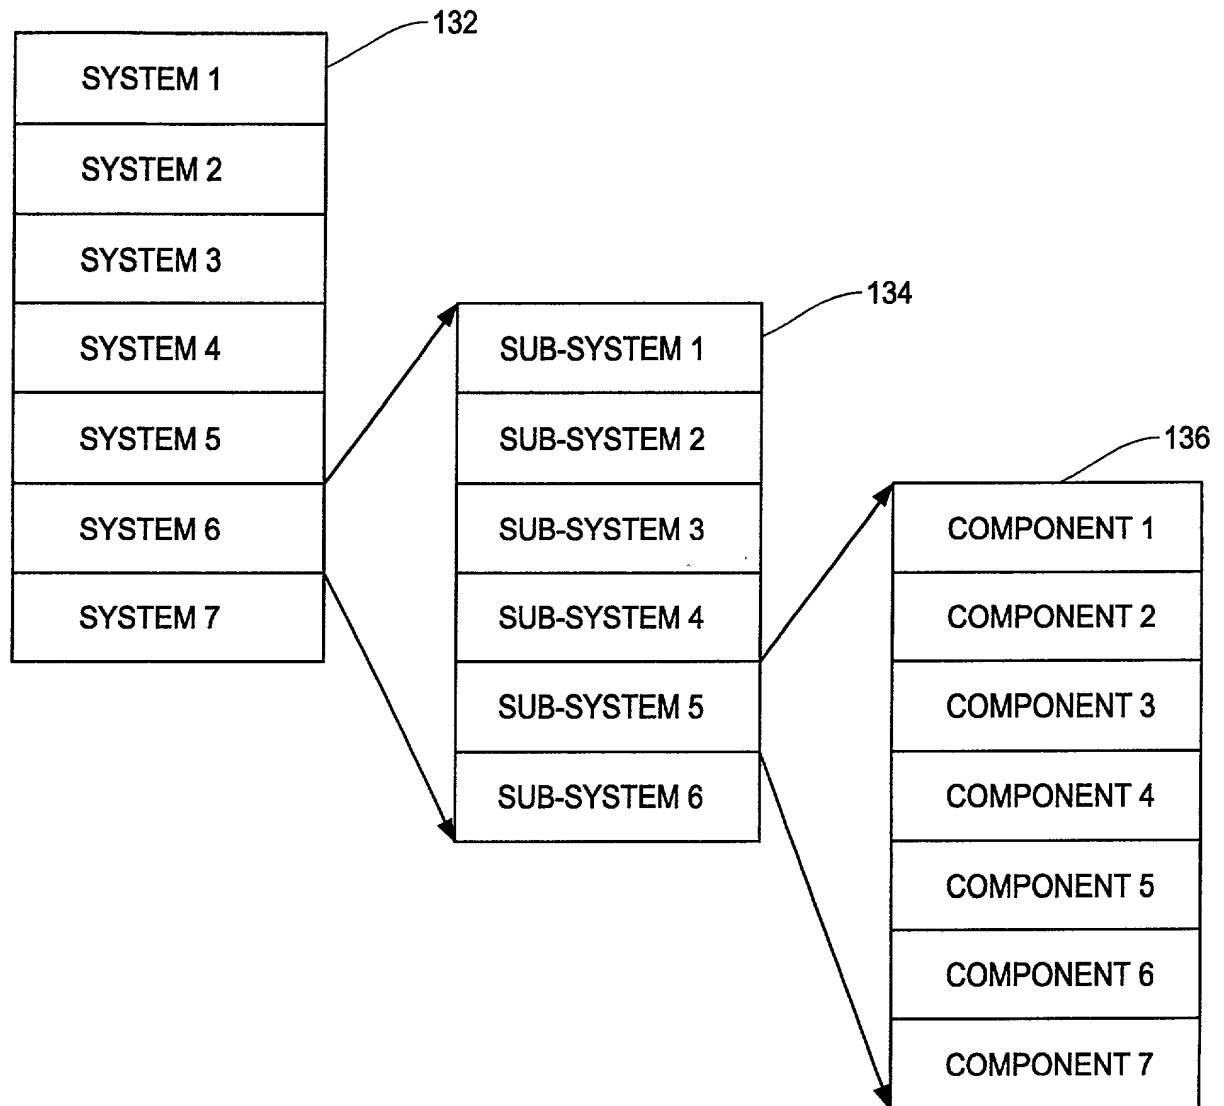 132
SYSTEM 1
SYSTEM 2
SYSTEM 3
SYSTEM 4
SYSTEM 5
SYSTEM 6
SYSTEM 7
134
SUB-SYSTEM 1
SUB-SYSTEM 2
SUB-SYSTEM 3
SUB-SYSTEM 4
SUB-SYSTEM 5
SUB-SYSTEM 6
136
COMPONENT 1
COMPONENT 2
COMPONENT 3
COMPONENT 4
COMPONENT 5
COMPONENT 6
COMPONENT 7